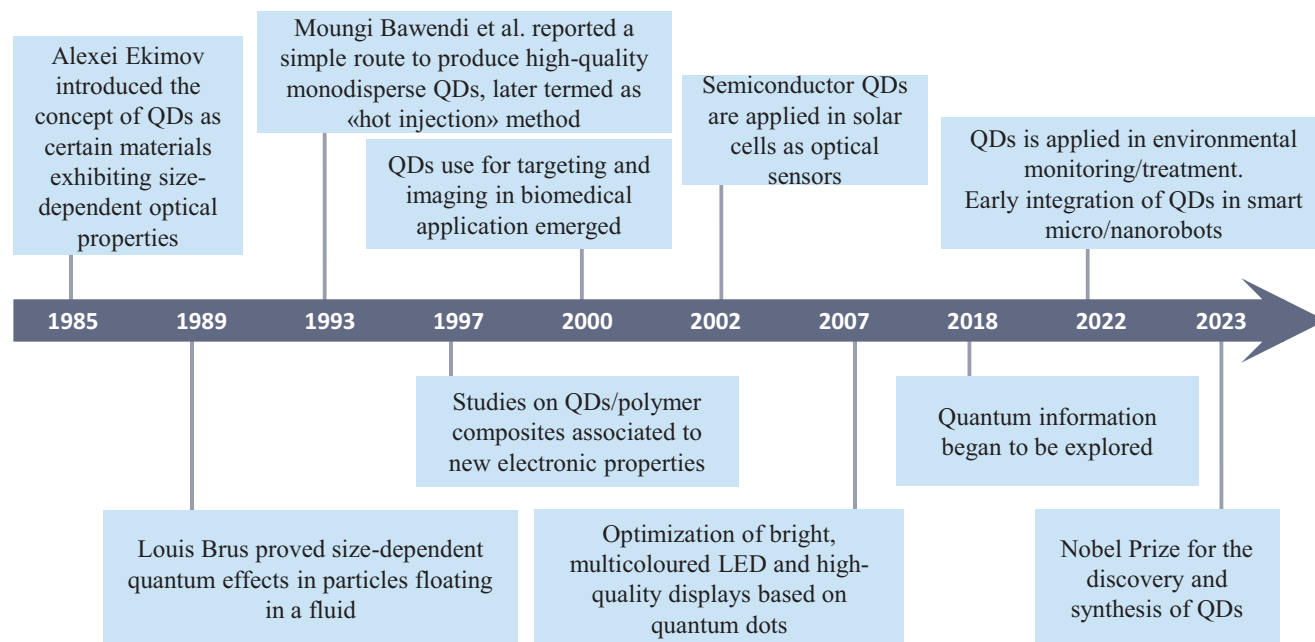 Alexei Ekimov
introduced the
concept of QDs as
certain materials
exhibiting size-
dependent optical
properties
Moungi Bawendi et al. reported a
simple route to produce high-quality
monodisperse QDs, later termed as
«hot injection» method
QDs use for targeting and
imaging in biomedical
application emerged
Semiconductor QDs
are applied in solar
cells as optical
sensors
QDs is applied in environmental
monitoring/treatment.
Early integration of QDs in smart
micro/nanorobots
1985 1989 1993 1997 2000 2002 2007 2018 2022 2023
Louis Brus proved size-dependent
quantum effects in particles floating
in a fluid
Studies on QDs/polymer
composites associated to
new electronic properties
Optimization of bright,
multicoloured LED and high-
quality displays based on
quantum dots
Quantum information
began to be explored
Nobel Prize for the
discovery and
synthesis of QDs